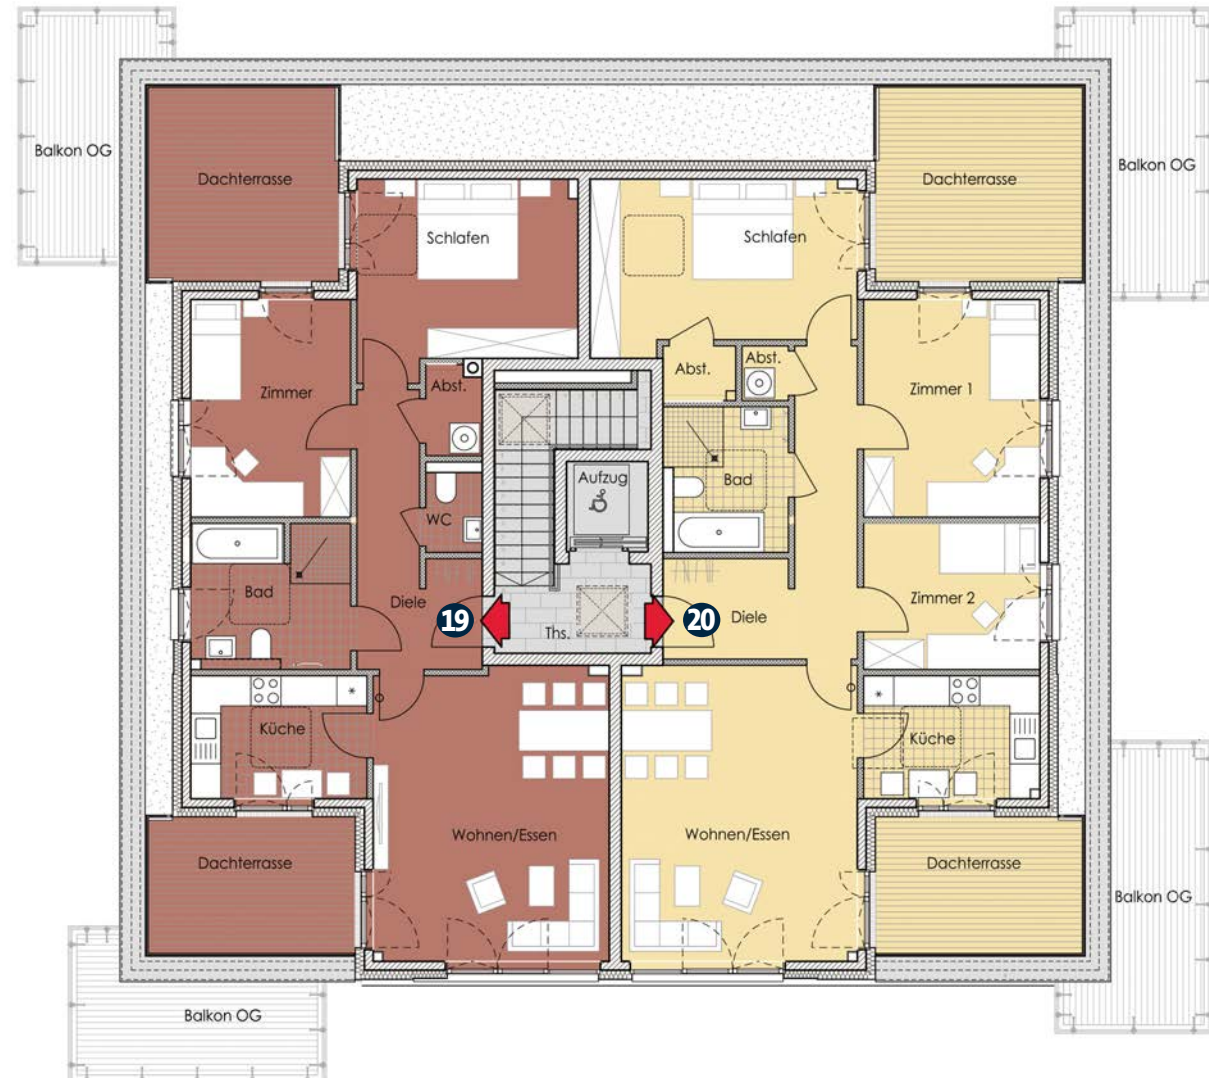 Balkon OG
Balkon OG
Dachterrasse
Dachterrasse
Schlafen
Schlafen
Zimmer
Abst.
Abst.
Abst.
Zimmer 1
Aufzug
Bad
WC
Bad
Diele
19
Ths.
20
Diele
Zimmer 2
Küche
Küche
Wohnen/Essen
Wohnen/Essen
Dachterrasse
Dachterrasse
Balkon OG
Balkon OG